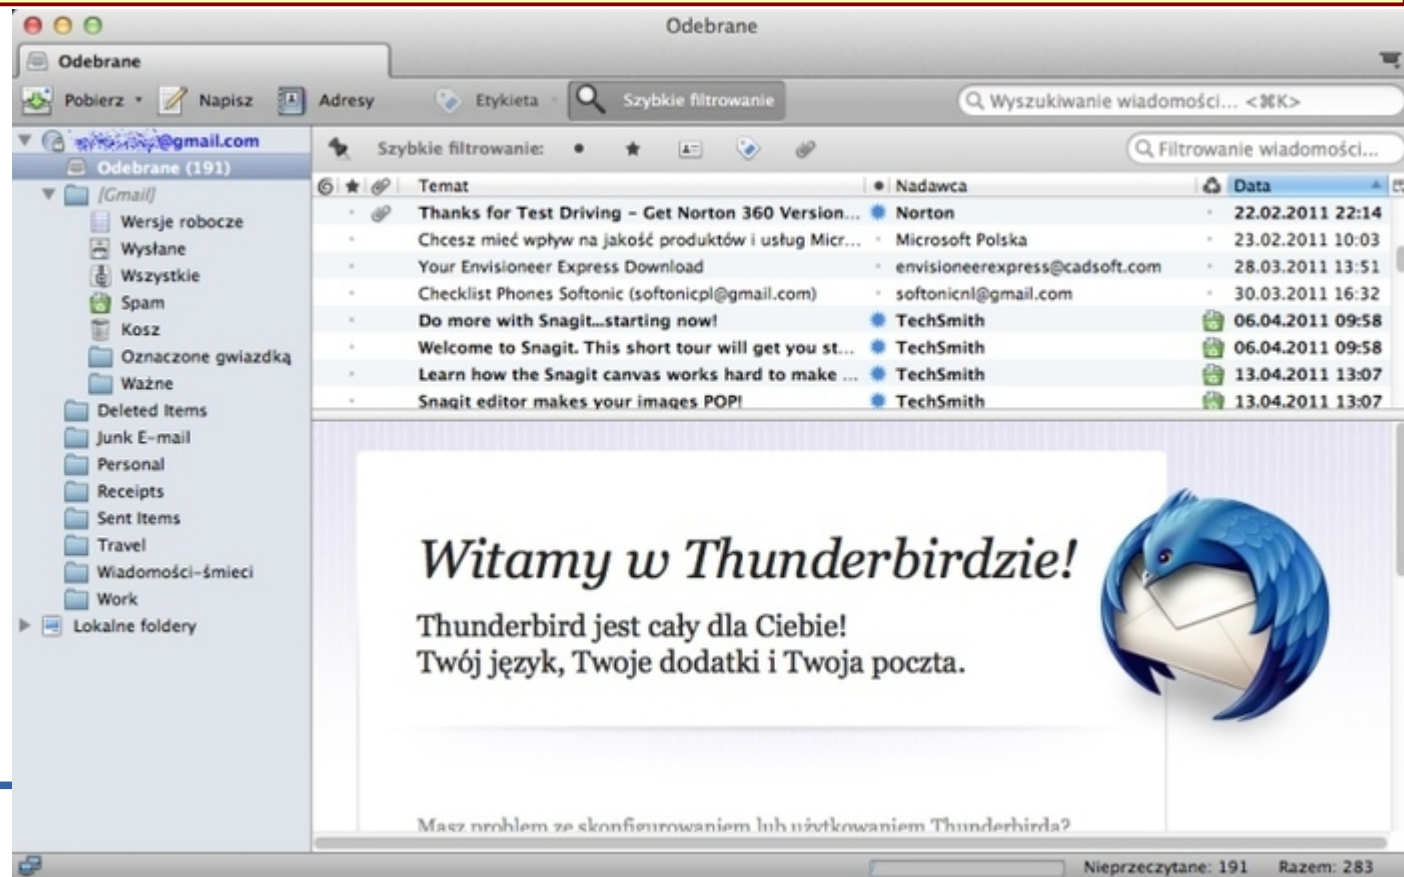 Odebrane
Odebrane
Pobierz Napisz Adresy Etykieta Szybkie filtrowanie Wyszukiwanie wiadomości... <⌘K>
@gmail.com
Odebrane (191)
[Gmail]
Wersje robocze
Wysłane
Wszystkie
Spam
Kosz
Oznaczone gwiazdką
Ważne
Deleted Items
Junk E-mail
Personal
Receipts
Sent Items
Travel
Wiadomości-śmieci
Work
Lokalne foldery
Szybkie filtrowanie: Filtrowanie wiadomości...
Temat Nadawca Data
Thanks for Test Driving - Get Norton 360 Version... Norton 22.02.2011 22:14
Chcesz mieć wpływ na jakość produktów i usług Micr... Microsoft Polska 23.02.2011 10:03
Your Envisioneer Express Download envisioneerexpress@cadsoft.com 28.03.2011 13:51
Checklist Phones Softonic (softonicpl@gmail.com) softonicnl@gmail.com 30.03.2011 16:32
Do more with Snagit...starting now! TechSmith 06.04.2011 09:58
Welcome to Snagit. This short tour will get you st... TechSmith 06.04.2011 09:58
Learn how the Snagit canvas works hard to make ... TechSmith 13.04.2011 13:07
Snagit editor makes your images POP! TechSmith 13.04.2011 13:07
Witamy w Thunderbirdzie!
Thunderbird jest cały dla Ciebie!
Twój język, Twoje dodatki i Twoja poczta.
Masz problem ze skonfigurowaniem lub użytkowaniem Thunderbirda?
Nieprzeczytane: 191 Razem: 283